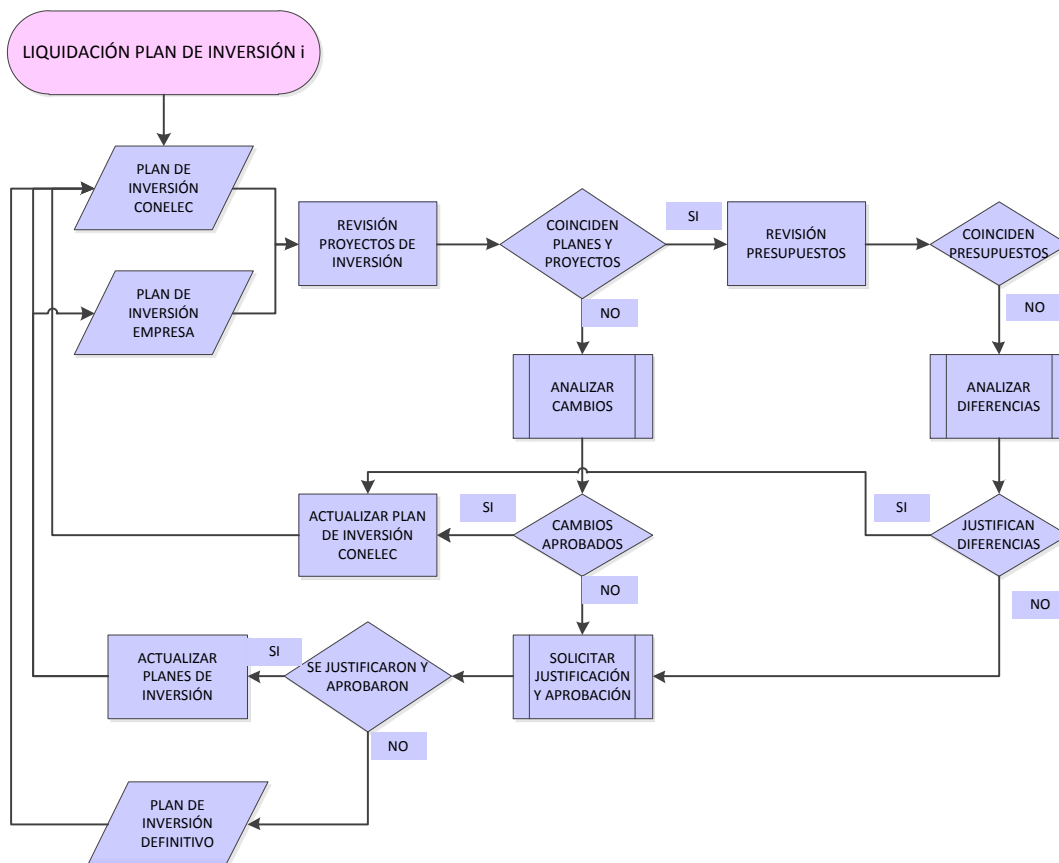 LIQUIDACIÓN PLAN DE INVERSIÓN i
PLAN DE
INVERSIÓN
CONELEC
PLAN DE
INVERSIÓN
EMPRESA
REVISIÓN
PROYECTOS DE
INVERSIÓN
COINCIDEN
PLANES Y
PROYECTOS
SI
REVISIÓN
PRESUPUESTOS
COINCIDEN
PRESUPUESTOS
NO
NO
ANALIZAR
CAMBIOS
ANALIZAR
DIFERENCIAS
ACTUALIZAR PLAN
DE INVERSIÓN
CONELEC
SI
CAMBIOS
APROBADOS
SI
JUSTIFICAN
DIFERENCIAS
NO
NO
ACTUALIZAR
PLANES DE
INVERSIÓN
SI
SE JUSTIFICARON Y
APROBARON
SOLICITAR
JUSTIFICACIÓN
Y APROBACIÓN
NO
PLAN DE
INVERSIÓN
DEFINITIVO